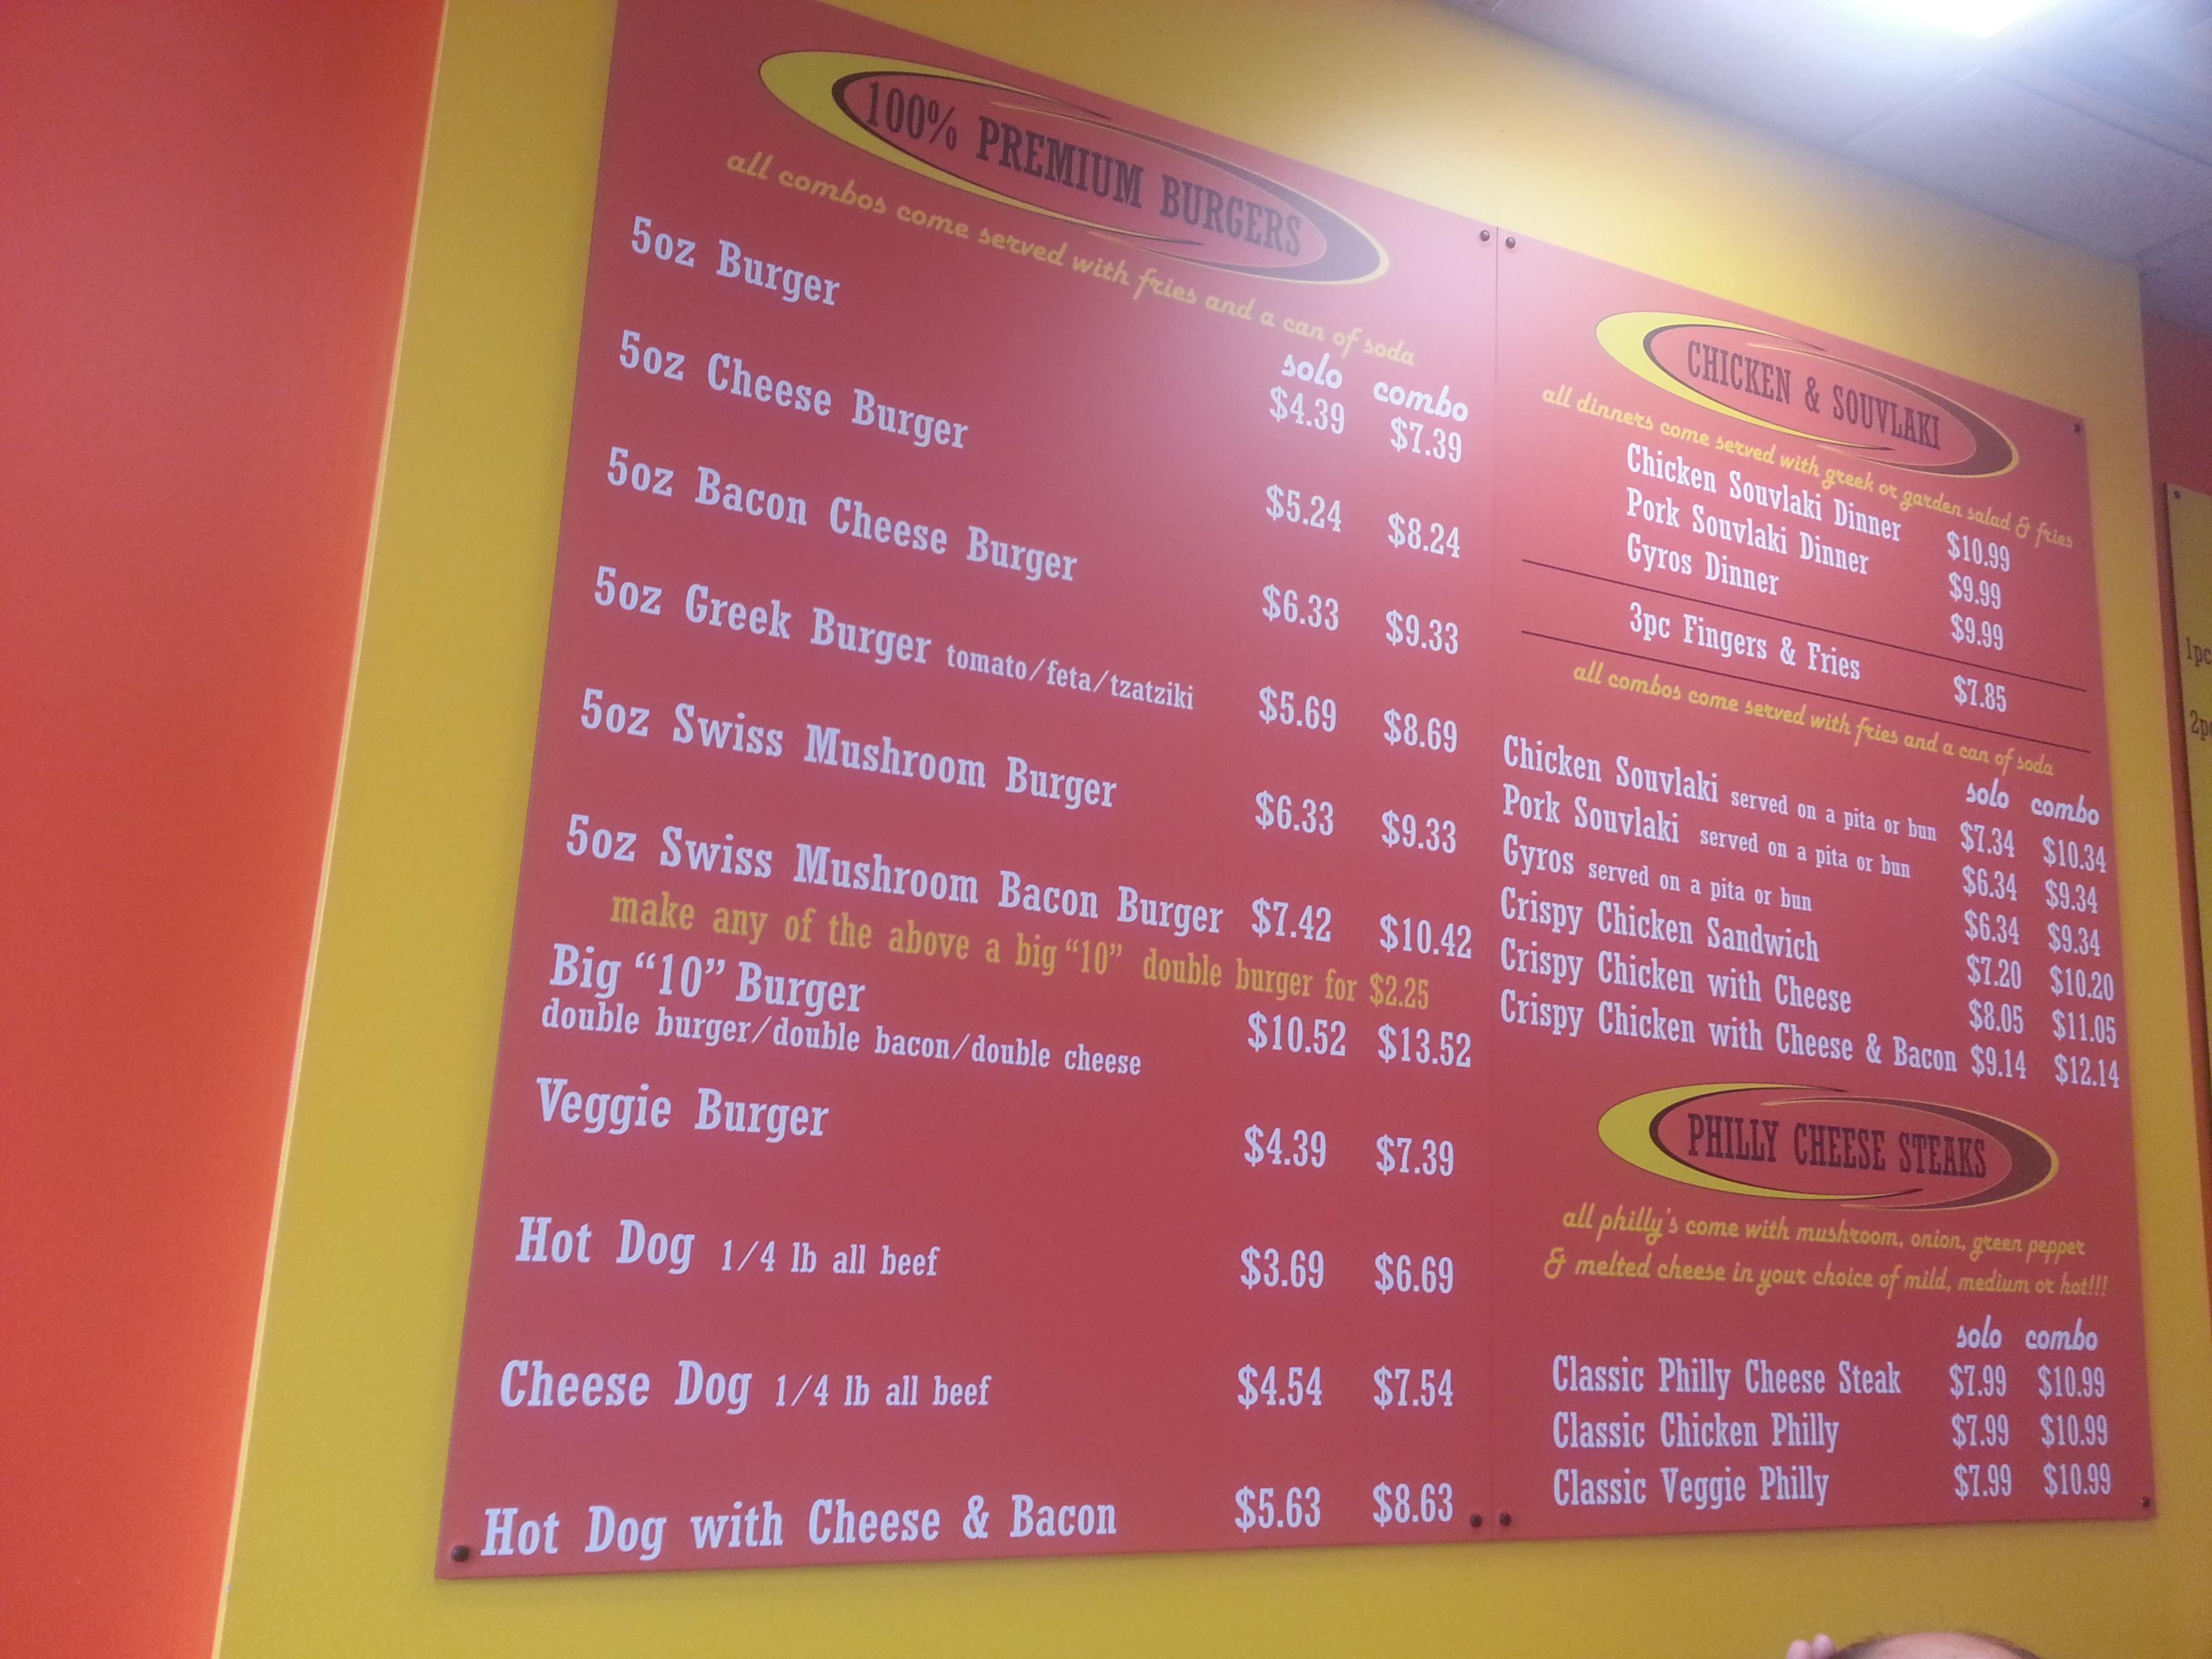 100% PREMIUM BURGERS
all combos come served with fries and a can of soda
solo combo
5oz Burger $4.39 $7.39
5oz Cheese Burger $5.24 $8.24
5oz Bacon Cheese Burger $6.33 $9.33
5oz Greek Burger tomato/feta/tzatziki $5.69 $8.69
5oz Swiss Mushroom Burger $6.33 $9.33
5oz Swiss Mushroom Bacon Burger $7.42 $10.42
make any of the above a big "10" double burger for $2.25
Big "10" Burger $10.52 $13.52
double burger/double bacon/double cheese
Veggie Burger $4.39 $7.39
Hot Dog 1/4 lb all beef $3.69 $6.69
Cheese Dog 1/4 lb all beef $4.54 $7.54
Hot Dog with Cheese & Bacon $5.63 $8.63
CHICKEN & SOUVLAKI
all dinners come served with greek or garden salad & fries
Chicken Souvlaki Dinner $10.99
Pork Souvlaki Dinner $9.99
Gyros Dinner $9.99
3pc Fingers & Fries $7.85
all combos come served with fries and a can of soda
solo combo
Chicken Souvlaki served on a pita or bun $7.34 $10.34
Pork Souvlaki served on a pita or bun $6.34 $9.34
Gyros served on a pita or bun $6.34 $9.34
Crispy Chicken Sandwich $7.20 $10.20
Crispy Chicken with Cheese $8.05 $11.05
Crispy Chicken with Cheese & Bacon $9.14 $12.14
PHILLY CHEESE STEAKS
all philly's come with mushroom, onion, green pepper
& melted cheese in your choice of mild, medium or hot!!!
solo combo
Classic Philly Cheese Steak $7.99 $10.99
Classic Chicken Philly $7.99 $10.99
Classic Veggie Philly $7.99 $10.99